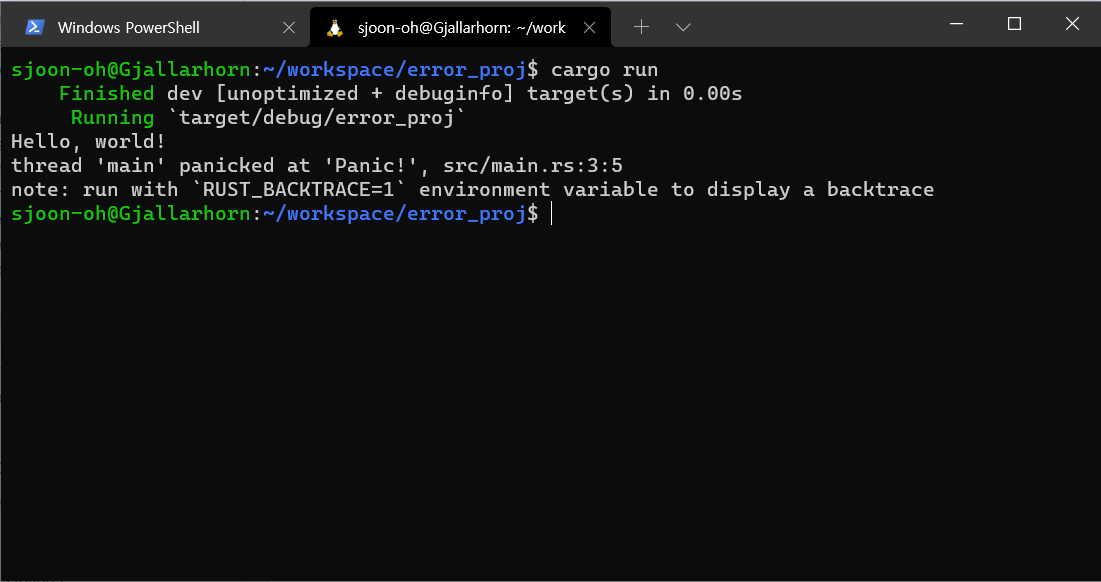 Windows PowerShell
sjoon-oh@Gjallarhorn: ~/work
sjoon-oh@Gjallarhorn:~/workspace/error_proj$ cargo run
    Finished dev [unoptimized + debuginfo] target(s) in 0.00s
     Running `target/debug/error_proj`
Hello, world!
thread 'main' panicked at 'Panic!', src/main.rs:3:5
note: run with `RUST_BACKTRACE=1` environment variable to display a backtrace
sjoon-oh@Gjallarhorn:~/workspace/error_proj$